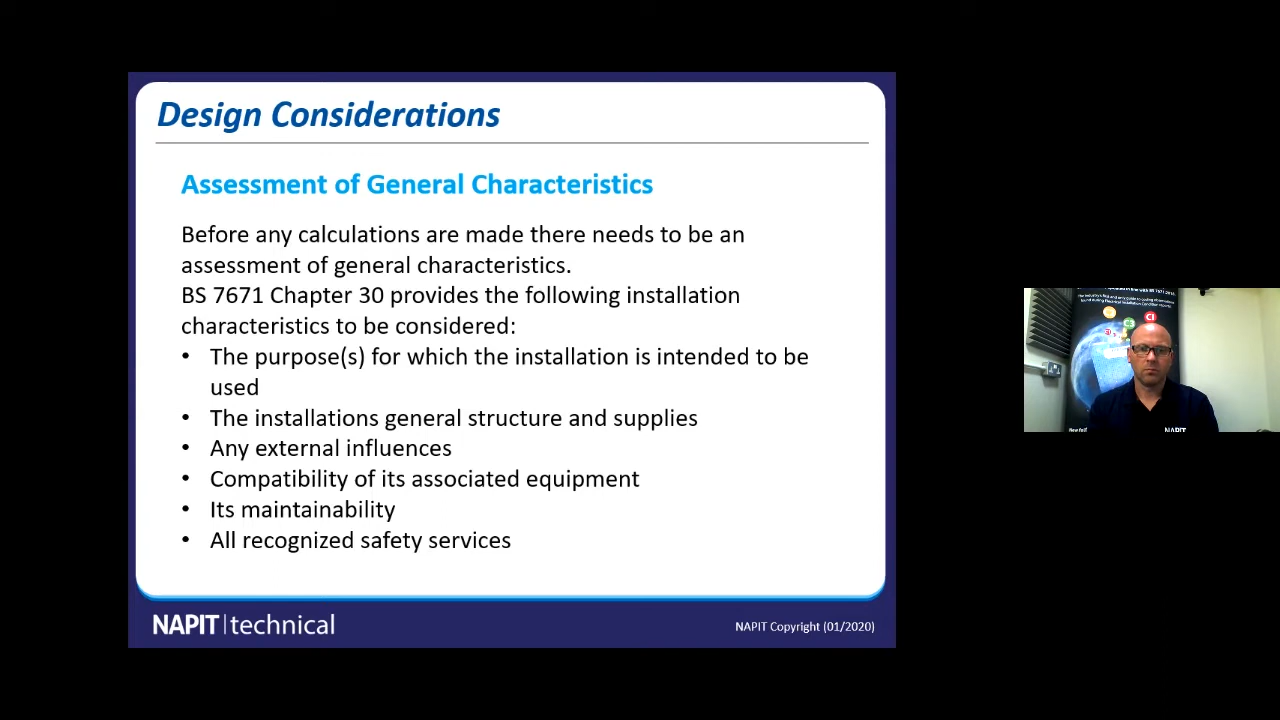 Design Considerations
Assessment of General Characteristics
Before any calculations are made there needs to be an
assessment of general characteristics.
BS 7671 Chapter 30 provides the following installation
characteristics to be considered:
• The purpose(s) for which the installation is intended to be
used
• The installations general structure and supplies
• Any external influences
• Compatibility of its associated equipment
• Its maintainability
• All recognized safety services
NAPIT | technical
NAPIT Copyright (01/2020)
C1
NAPIT